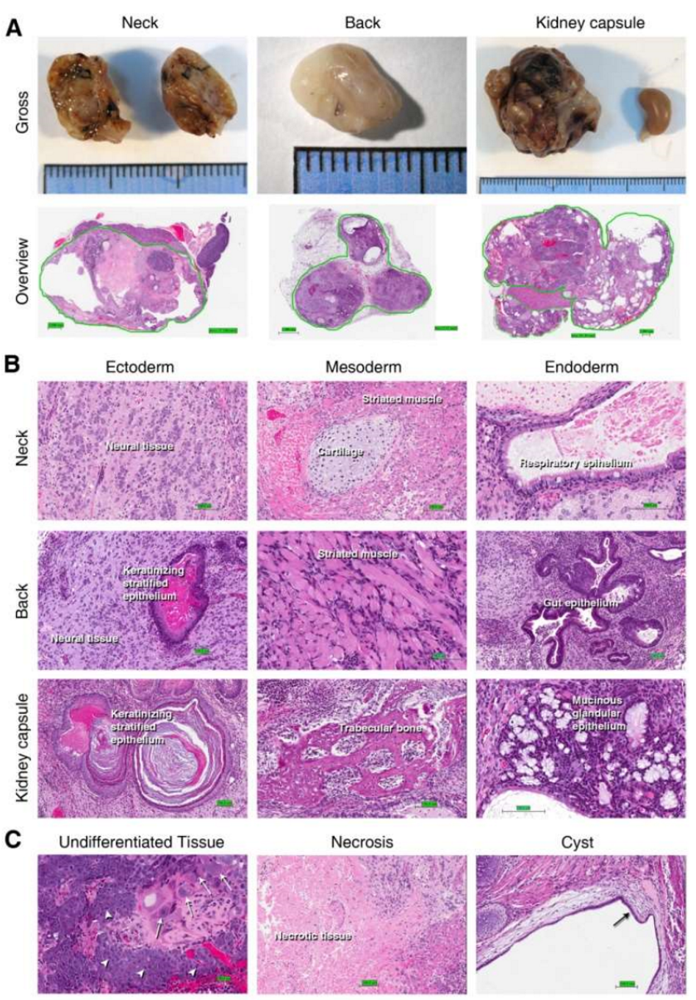 A
Neck Back Kidney capsule
Gross
Overview
B
Ectoderm Mesoderm Endoderm
Neck
Neural tissue
Striated muscle
Cartilage
Respiratory epihelium
Back
Keratinizing
stratified
epithelium
Neural tissue
Striated muscle
Gut epithelium
Kidney capsule
Keratinizing
stratified
epithelium
Trabecular bone
Mucinous
glandular
epithelium
C
Undifferentiated Tissue Necrosis Cyst
Necrotic tissue